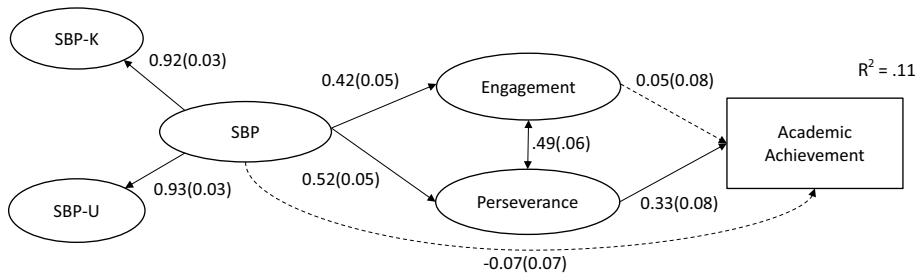 SBP-K
0.92(0.03)
R² = .11
0.42(0.05)
Engagement
0.05(0.08)
SBP
.49(.06)
Academic
Achievement
0.93(0.03)
0.52(0.05)
SBP-U
Perseverance
0.33(0.08)
-0.07(0.07)